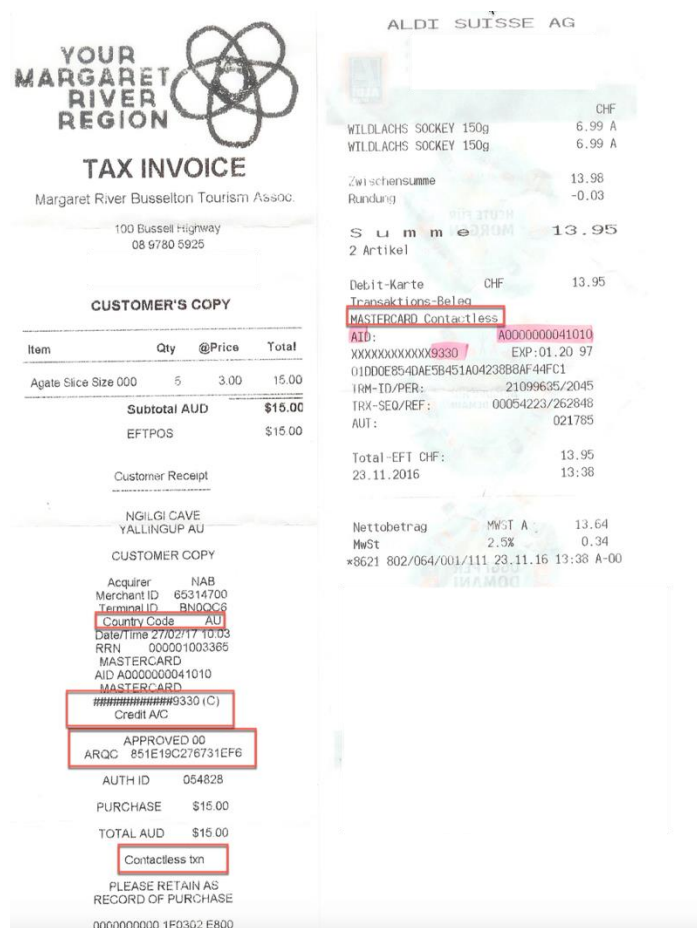 YOUR
MARGARET
RIVER
REGION
TAX INVOICE
Margaret River Busselton Tourism Assoc.
100 Bussell Highway
08 9780 5925
CUSTOMER'S COPY
Item Qty @Price Total
Agate Slice Size 000 5 3.00 15.00
Subtotal AUD $15.00
EFTPOS $15.00
Customer Receipt
NGILGI CAVE
YALLINGUP AU
CUSTOMER COPY
Acquirer NAB
Merchant ID 65314700
Terminal ID BN0QC6
Country Code AU
Date/Time 27/02/17 10:03
RRN 000001003365
MASTERCARD
AID A0000000041010
MASTERCARD
############9330 (C)
Credit A/C
APPROVED 00
ARQC 851E19C276731EF6
AUTH ID 054828
PURCHASE $15.00
TOTAL AUD $15.00
Contactless txn
PLEASE RETAIN AS
RECORD OF PURCHASE
0000000000 1F0302 E800
ALDI SUISSE AG
CHF
WILDLACHS SOCKEY 150g 6.99 A
WILDLACHS SOCKEY 150g 6.99 A
Zwischensumme 13.98
Rundung -0.03
Summe 13.95
2 Artikel
Debit-Karte CHF 13.95
Transaktions-Beleg
MASTERCARD Contactless
AID: A0000000041010
XXXXXXXXXXXX9330 EXP:01.20 97
01DD0E854DAE5B451A04238B8AF44FC1
TRM-ID/PER: 21099635/2045
TRX-SEQ/REF: 00054223/262848
AUT: 021785
Total-EFT CHF: 13.95
23.11.2016 13:38
Nettobetrag MWST A 13.64
MwSt 2.5% 0.34
*8621 802/064/001/111 23.11.16 13:38 A-00